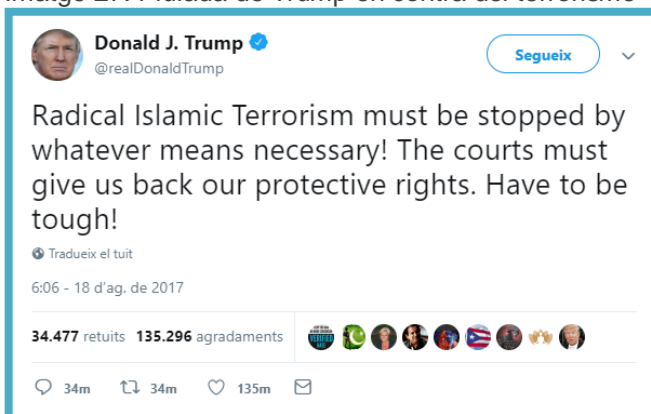 Donald J. Trump
@realDonaldTrump
Segueix
Radical Islamic Terrorism must be stopped by
whatever means necessary! The courts must
give us back our protective rights. Have to be
tough!
Tradueix el tuit
6:06 - 18 d'ag. de 2017
34.477 retuits 135.296 agradaments
34m 34m 135m